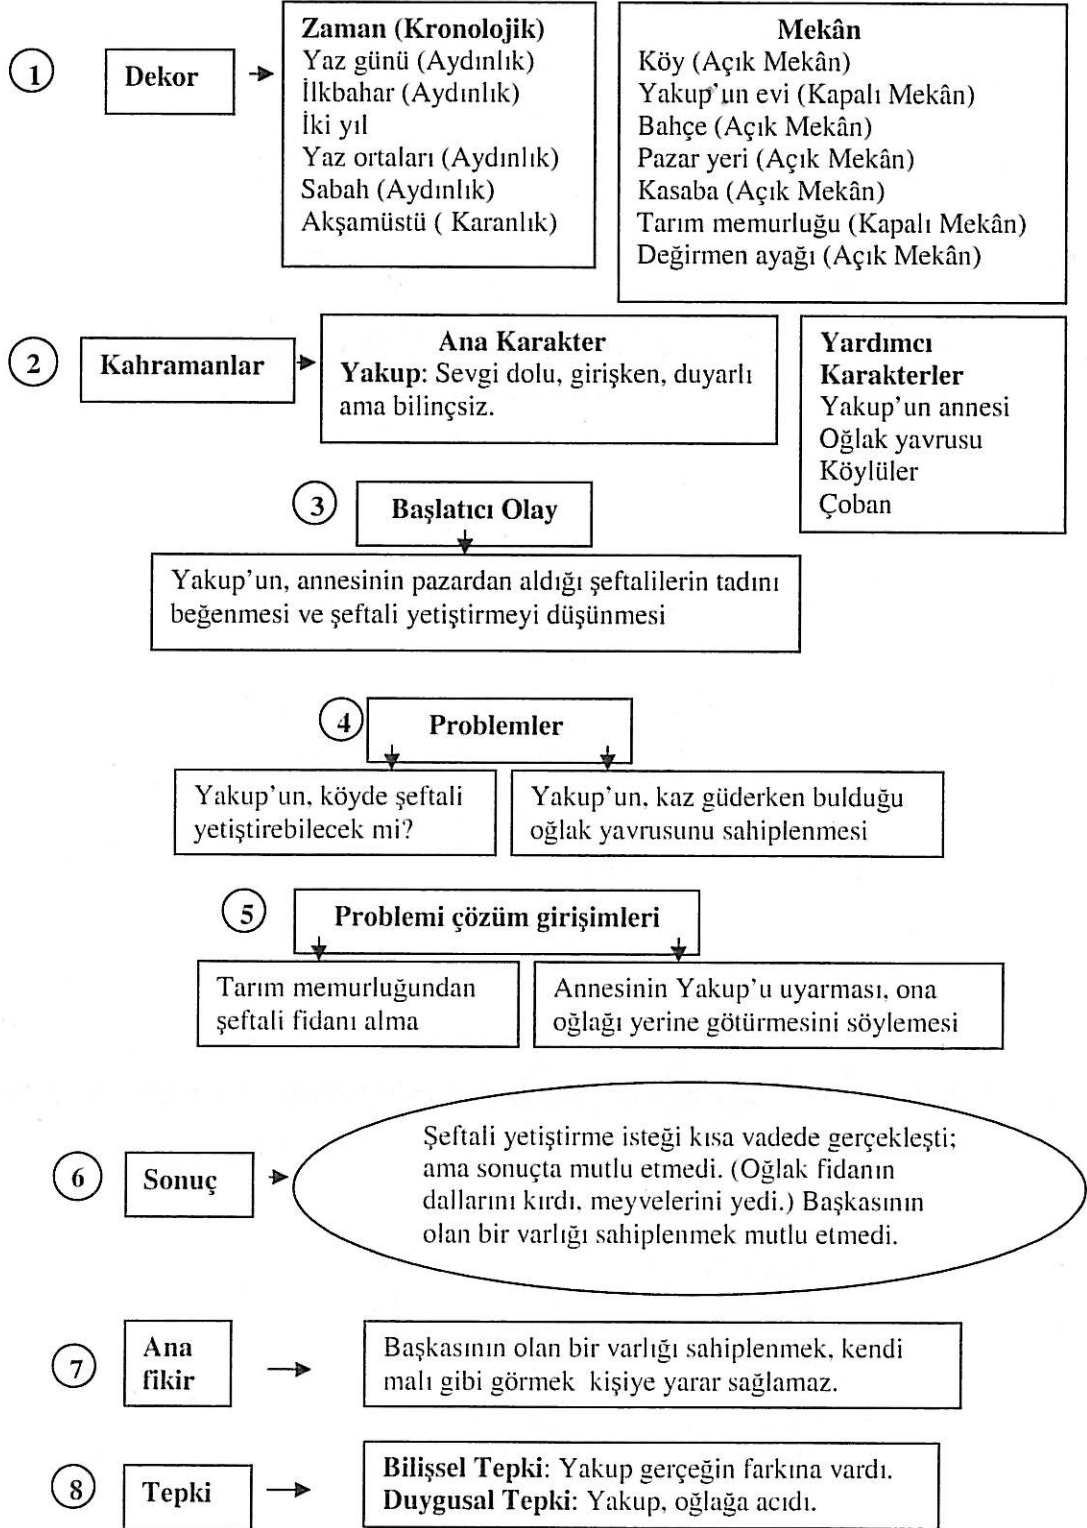 1
Dekor
Zaman (Kronolojik)
Yaz günü (Aydınlık)
İlkbahar (Aydınlık)
İki yıl
Yaz ortaları (Aydınlık)
Sabah (Aydınlık)
Akşamüstü ( Karanlık)
Mekân
Köy (Açık Mekân)
Yakup'un evi (Kapalı Mekân)
Bahçe (Açık Mekân)
Pazar yeri (Açık Mekân)
Kasaba (Açık Mekân)
Tarım memurluğu (Kapalı Mekân)
Değirmen ayağı (Açık Mekân)
2
Kahramanlar
Ana Karakter
Yakup: Sevgi dolu, girişken, duyarlı
ama bilinçsiz.
Yardımcı
Karakterler
Yakup'un annesi
Oğlak yavrusu
Köylüler
Çoban
3
Başlatıcı Olay
Yakup'un, annesinin pazardan aldığı şeftalilerin tadını
beğenmesi ve şeftali yetiştirmeyi düşünmesi
4
Problemler
Yakup'un, köyde şeftali
yetiştirebilecek mi?
Yakup'un, kaz güderken bulduğu
oğlak yavrusunu sahiplenmesi
5
Problemi çözüm girişimleri
Tarım memurluğundan
şeftali fidanı alma
Annesinin Yakup'u uyarması, ona
oğlağı yerine götürmesini söylemesi
6
Sonuç
Şeftali yetiştirme isteği kısa vadede gerçekleşti;
ama sonuçta mutlu etmedi. (Oğlak fidanın
dallarını kırdı, meyvelerini yedi.) Başkasının
olan bir varlığı sahiplenmek mutlu etmedi.
7
Ana
fikir
Başkasının olan bir varlığı sahiplenmek, kendi
malı gibi görmek kişiye yarar sağlamaz.
8
Tepki
Bilişsel Tepki: Yakup gerçeğin farkına vardı.
Duygusal Tepki: Yakup, oğlağa acıdı.